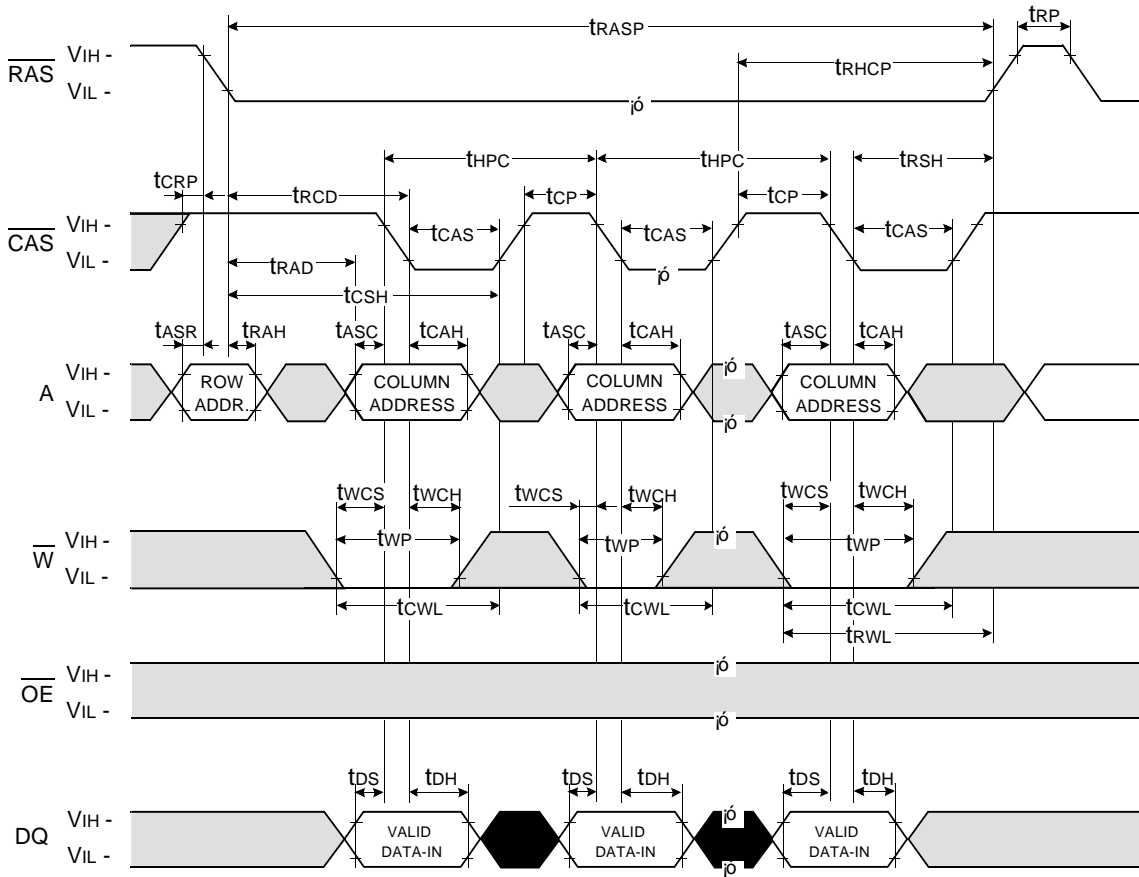 tRASP
tRP
RAS
VIH -
VIL -
tRHCP
¡ó
tHPC
tHPC
tRSH
tCRP
tRCD
tCP
tCP
CAS
VIH -
VIL -
tCAS
tCAS
tCAS
¡ó
tRAD
tCSH
tASR
tRAH
tASC
tCAH
tASC
tCAH
tASC
tCAH
A
VIH -
VIL -
ROW
ADDR.
COLUMN
ADDRESS
COLUMN
ADDRESS
¡ó
¡ó
COLUMN
ADDRESS
tWCS
tWCH
tWCS
tWCH
tWCS
tWCH
W
VIH -
VIL -
tWP
tWP
¡ó
tWP
tCWL
tCWL
tCWL
tRWL
OE
VIH -
VIL -
¡ó
¡ó
tDS
tDH
tDS
tDH
tDS
tDH
DQ
VIH -
VIL -
VALID
DATA-IN
VALID
DATA-IN
¡ó
¡ó
VALID
DATA-IN